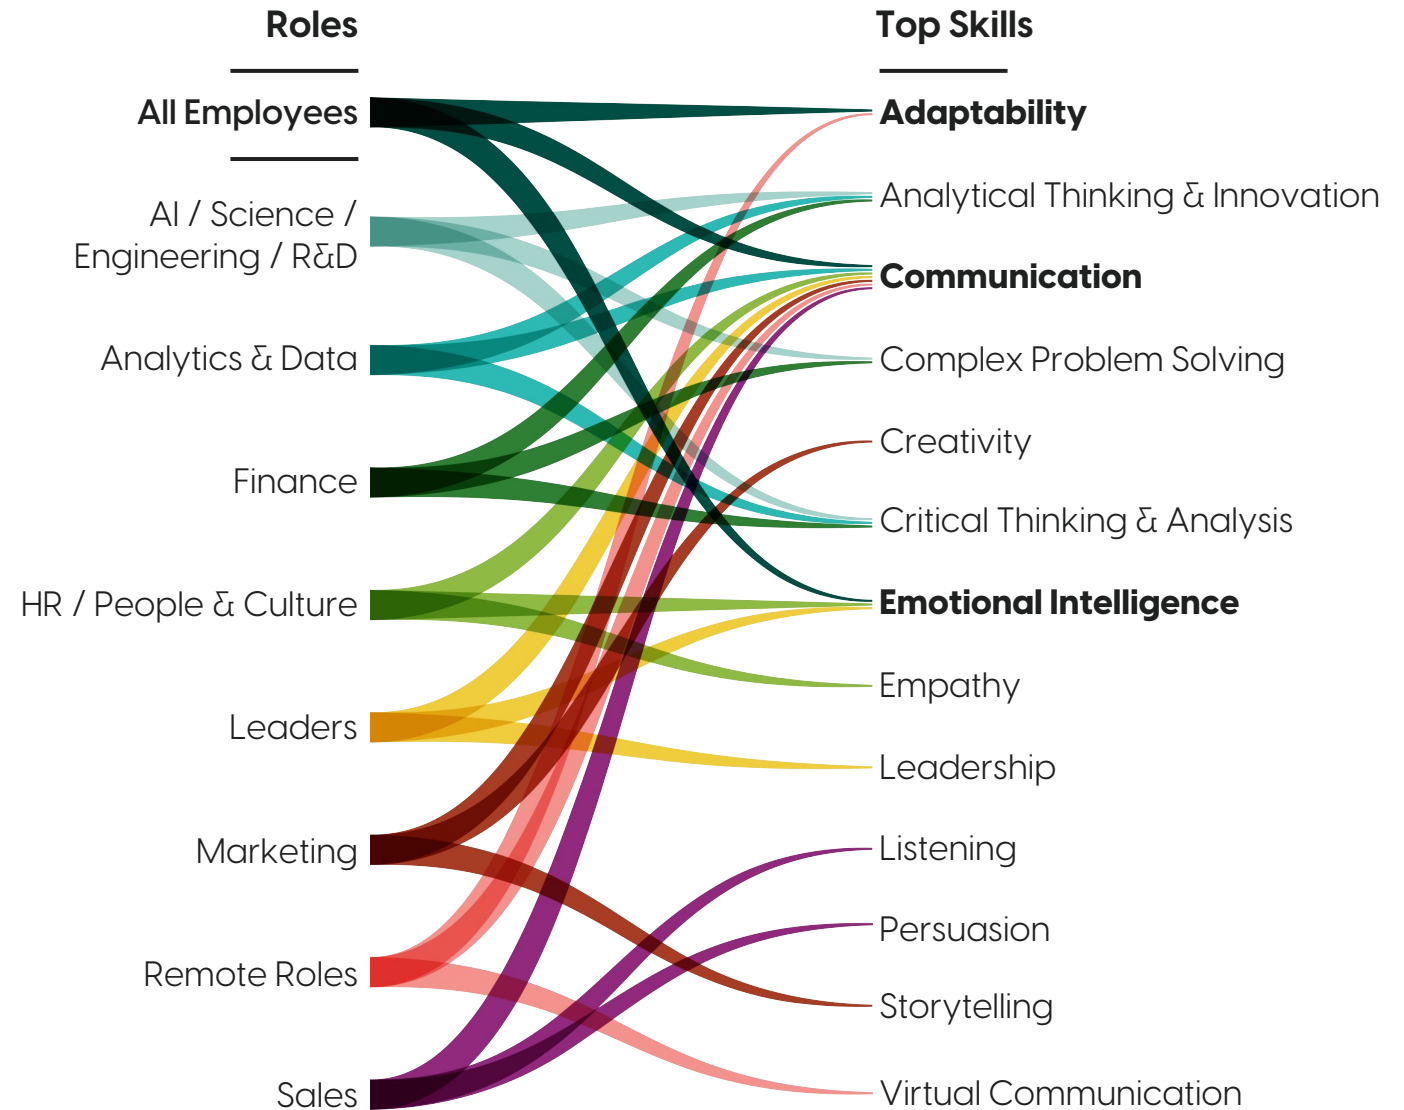 Roles
All Employees
AI / Science /
Engineering / R&D
Analytics & Data
Finance
HR / People & Culture
Leaders
Marketing
Remote Roles
Sales
Top Skills
Adaptability
Analytical Thinking & Innovation
Communication
Complex Problem Solving
Creativity
Critical Thinking & Analysis
Emotional Intelligence
Empathy
Leadership
Listening
Persuasion
Storytelling
Virtual Communication